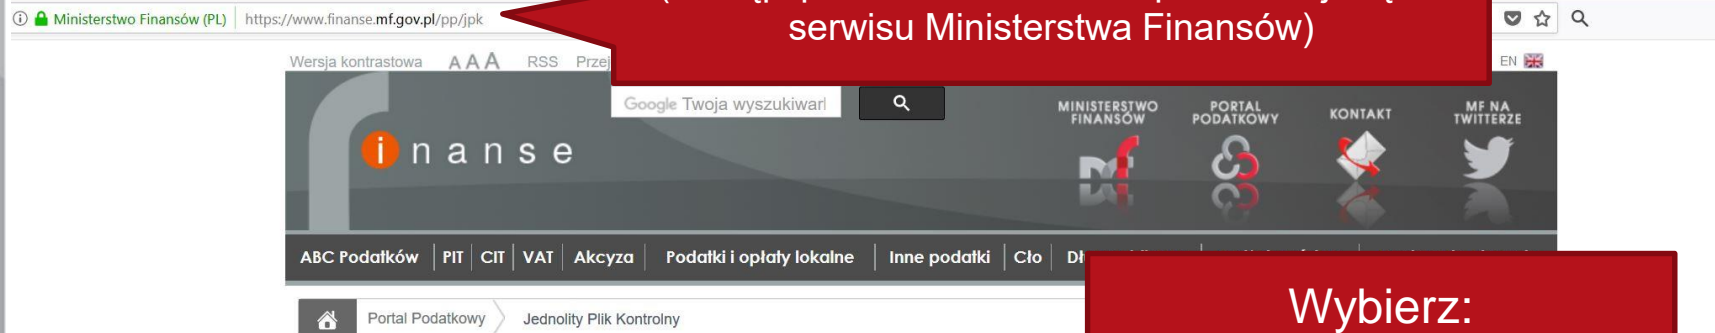 serwisu Ministerstwa Finansów)
Ministerstwo Finansów (PL) https://www.finanse.mf.gov.pl/pp/jpk
Wersja kontrastowa A A A RSS EN
Google Twoja wyszukiwar
MINISTERSTWO FINANSÓW
PORTAL PODATKOWY
KONTAKT
MF NA TWITTERZE
finanse
mf
ABC Podatków PIT CIT VAT Akcyza Podatki i opłaty lokalne Inne podatki Cło
Wybierz:
Portal Podatkowy Jednolity Plik Kontrolny